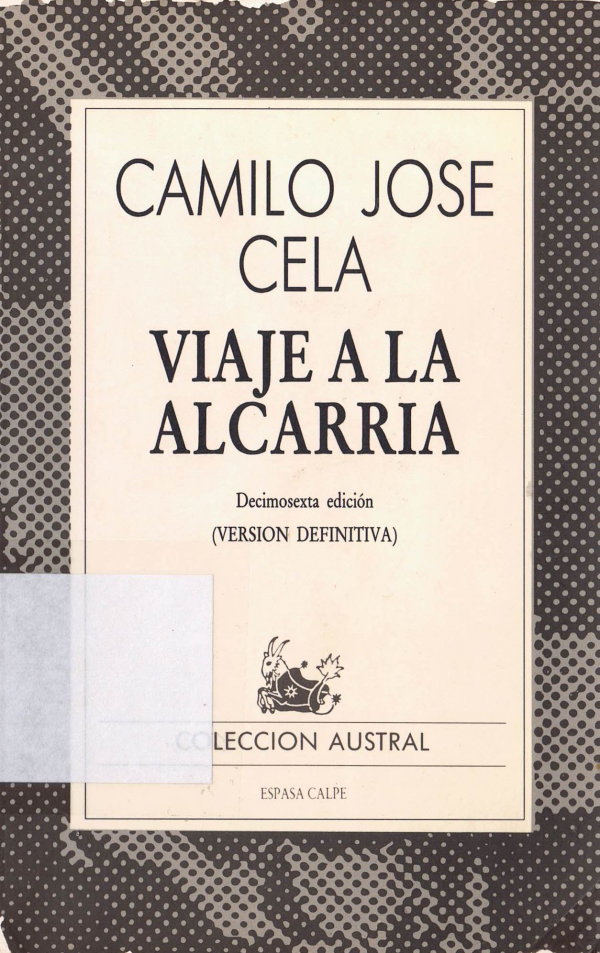 CAMILO JOSE
CELA
VIAJE A LA
ALCARRIA
Decimosexta edición
(VERSION DEFINITIVA)
COLECCION AUSTRAL
ESPASA CALPE